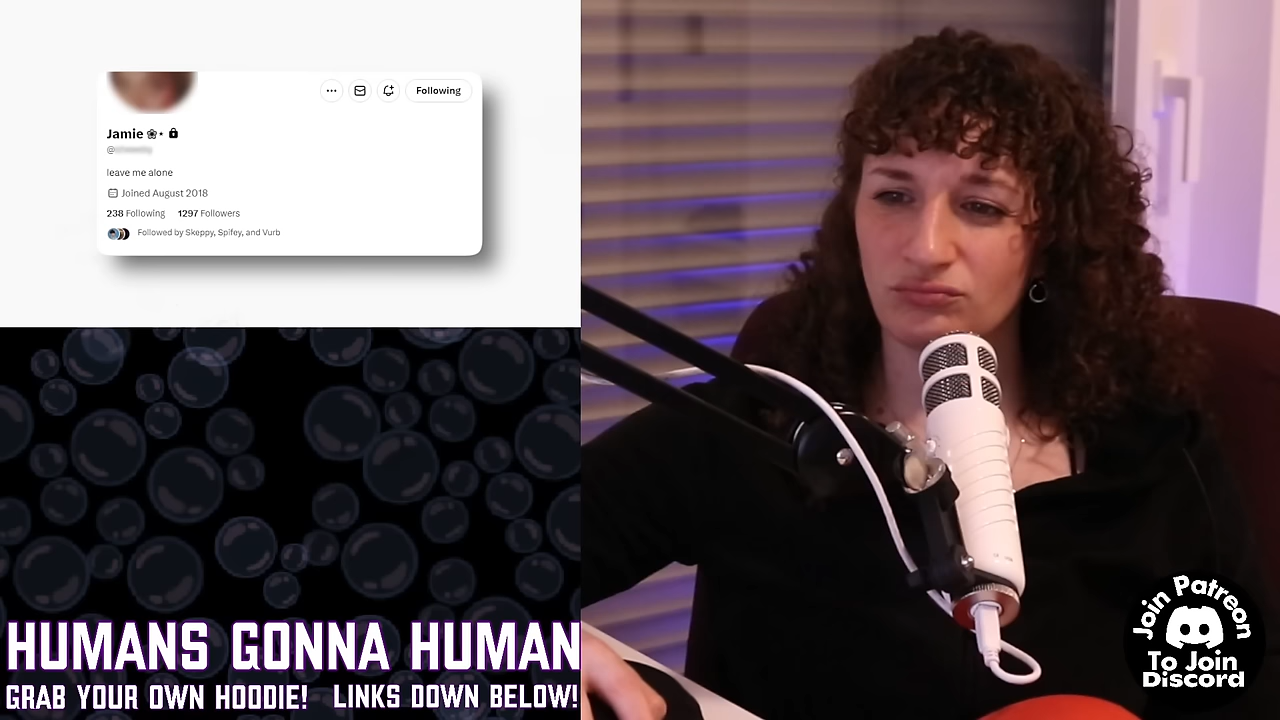 Following
Jamie
@
leave me alone
Joined August 2018
238 Following 1297 Followers
Followed by Skeppy, Spifey, and Vurb
HUMANS GONNA HUMAN
GRAB YOUR OWN HOODIE! LINKS DOWN BELOW!
Join Patreon
To Join
Discord